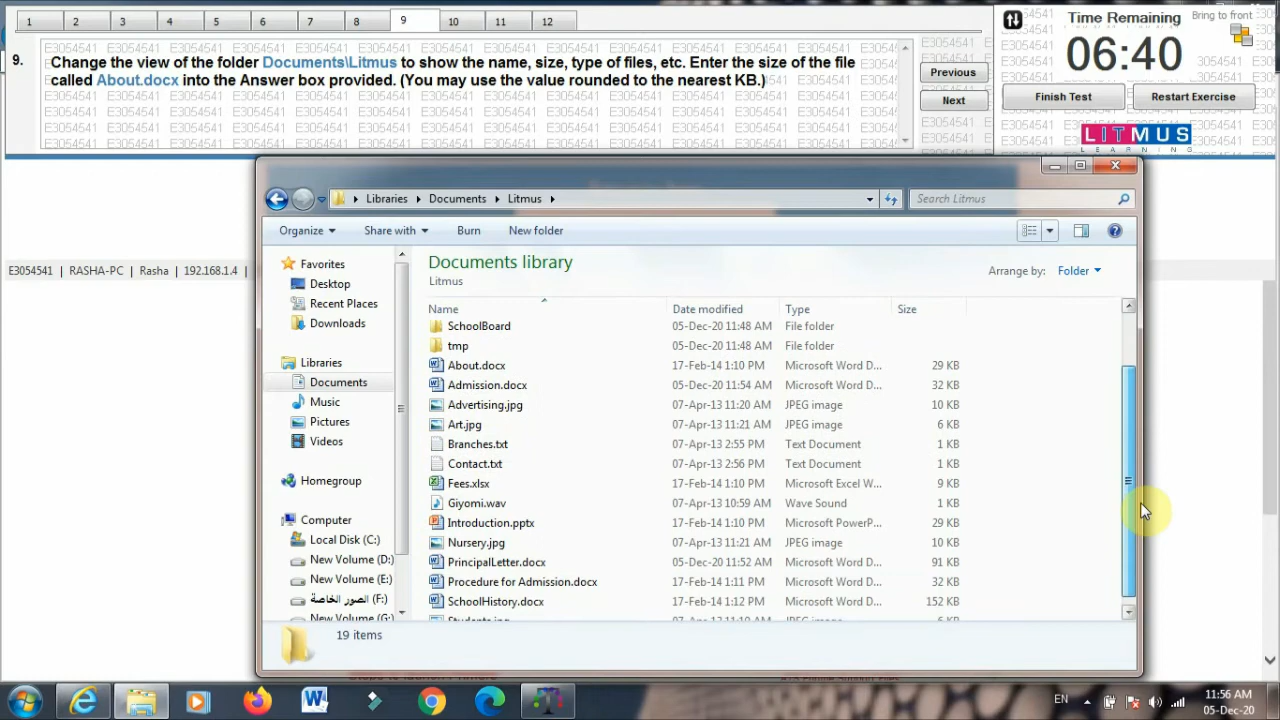 1 2 3 4 5 6 7 8 9 10 11 12
9. Change the view of the folder Documents\Litmus to show the name, size, type of files, etc. Enter the size of the file
called About.docx into the Answer box provided. (You may use the value rounded to the nearest KB.)
Previous
Next
Time Remaining
Bring to front
06:40
Finish Test
Restart Exercise
LITMUS
LEARNING
E3054541 | RASHA-PC | Rasha | 192.168.1.4 |
Libraries Documents Litmus
Search Litmus
Organize Share with Burn New folder
Favorites
Desktop
Recent Places
Downloads
Libraries
Documents
Music
Pictures
Videos
Homegroup
Computer
Local Disk (C:)
New Volume (D:)
New Volume (E:)
الصور الخاصة (F:)
New Volume (G:)
Documents library
Litmus
Arrange by: Folder
Name Date modified Type Size
SchoolBoard 05-Dec-20 11:48 AM File folder
tmp 05-Dec-20 11:48 AM File folder
About.docx 17-Feb-14 1:10 PM Microsoft Word D... 29 KB
Admission.docx 05-Dec-20 11:54 AM Microsoft Word D... 32 KB
Advertising.jpg 07-Apr-13 11:20 AM JPEG image 10 KB
Art.jpg 07-Apr-13 11:21 AM JPEG image 6 KB
Branches.txt 07-Apr-13 2:55 PM Text Document 1 KB
Contact.txt 07-Apr-13 2:56 PM Text Document 1 KB
Fees.xlsx 17-Feb-14 1:10 PM Microsoft Excel W... 9 KB
Giyomi.wav 07-Apr-13 10:59 AM Wave Sound 1 KB
Introduction.pptx 17-Feb-14 1:10 PM Microsoft PowerP... 29 KB
Nursery.jpg 07-Apr-13 11:21 AM JPEG image 10 KB
PrincipalLetter.docx 05-Dec-20 11:52 AM Microsoft Word D... 91 KB
Procedure for Admission.docx 17-Feb-14 1:11 PM Microsoft Word D... 32 KB
SchoolHistory.docx 17-Feb-14 1:12 PM Microsoft Word D... 152 KB
19 items
EN
11:56 AM
05-Dec-20